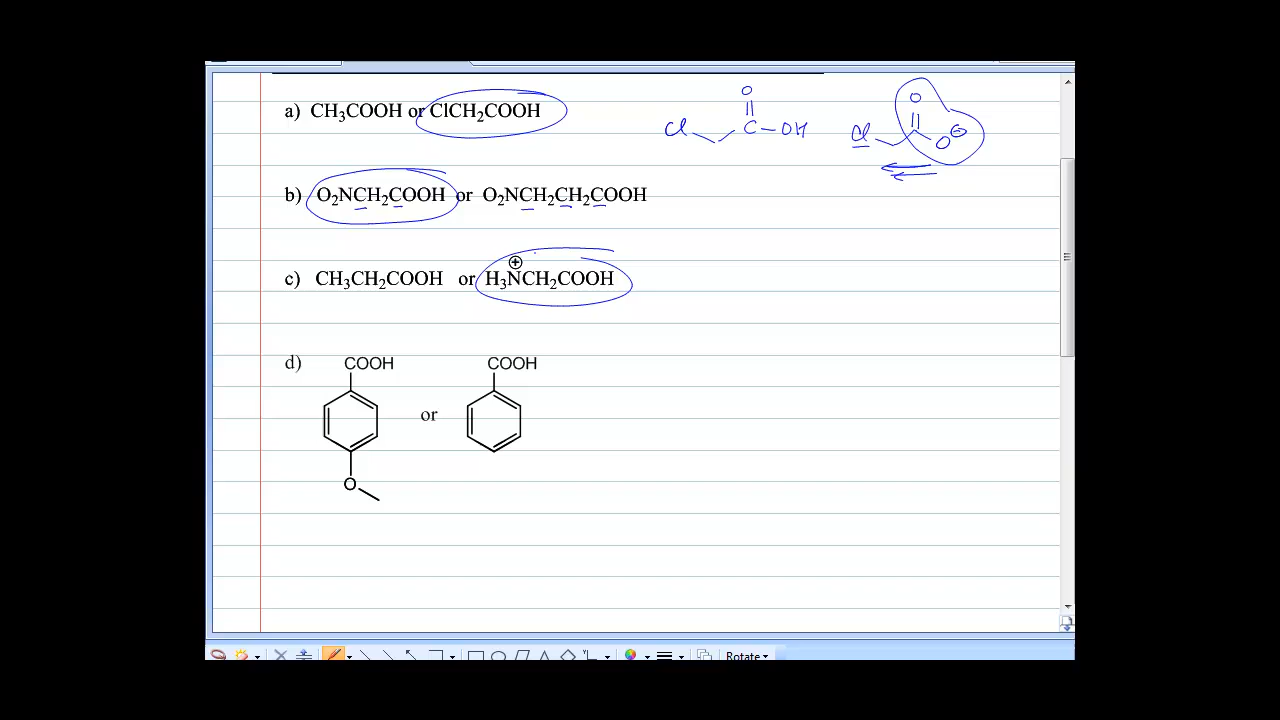 a) CH₃COOH or ClCH₂COOH
O
||
Cl C–OH
O
||
Cl O⊖
b) O₂NCH₂COOH or O₂NCH₂CH₂COOH
⊕
c) CH₃CH₂COOH or H₃NCH₂COOH
d) COOH COOH
or
O
Rotate